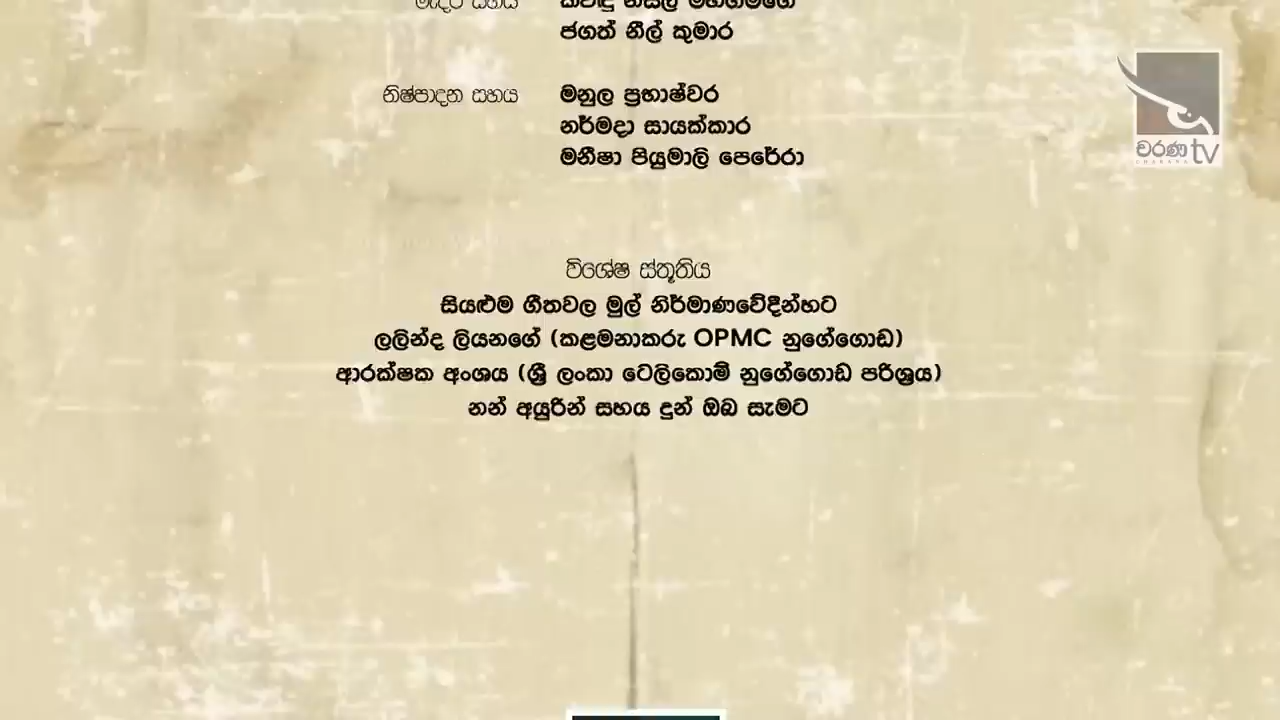 ජගත් නීල් කුමාර
නිෂ්පාදන සහය මනුල ප්‍රභාෂ්වර
නර්මදා සායක්කාර
මනීෂා පියුමාලි පෙරේරා
චරණ tv
CHARANA
විශේෂ ස්තූතිය
සියළුම ගීතවල මුල් නිර්මාණවේදීන්හට
ලලින්ද ලියනගේ (කළමනාකරු OPMC නුගේගොඩ)
ආරක්ෂක අංශය (ශ්‍රී ලංකා ටෙලිකොම් නුගේගොඩ පරිශ්‍රය)
නන් අයුරින් සහය දුන් ඔබ සැමට